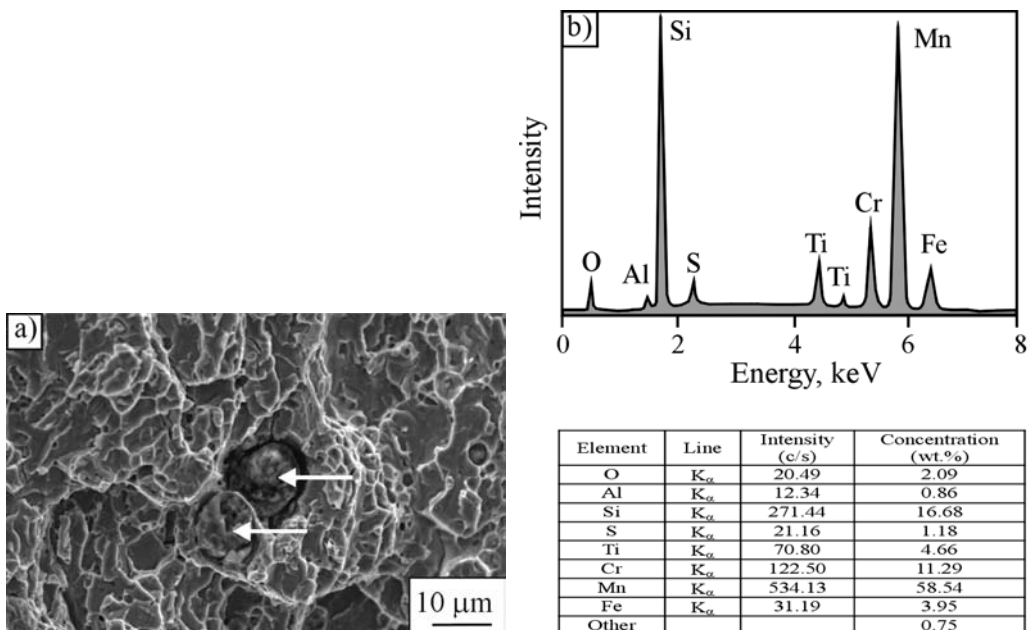 a)
10 µm
b)
Si
Mn
Cr
Ti
Fe
O
Al
S
Ti
Intensity
0 2 4 6 8
Energy, keV
Element Line Intensity (c/s) Concentration (wt.%)
O Kα 20.49 2.09
Al Kα 12.34 0.86
Si Kα 271.44 16.68
S Kα 21.16 1.18
Ti Kα 70.80 4.66
Cr Kα 122.50 11.29
Mn Kα 534.13 58.54
Fe Kα 31.19 3.95
Other 0.75